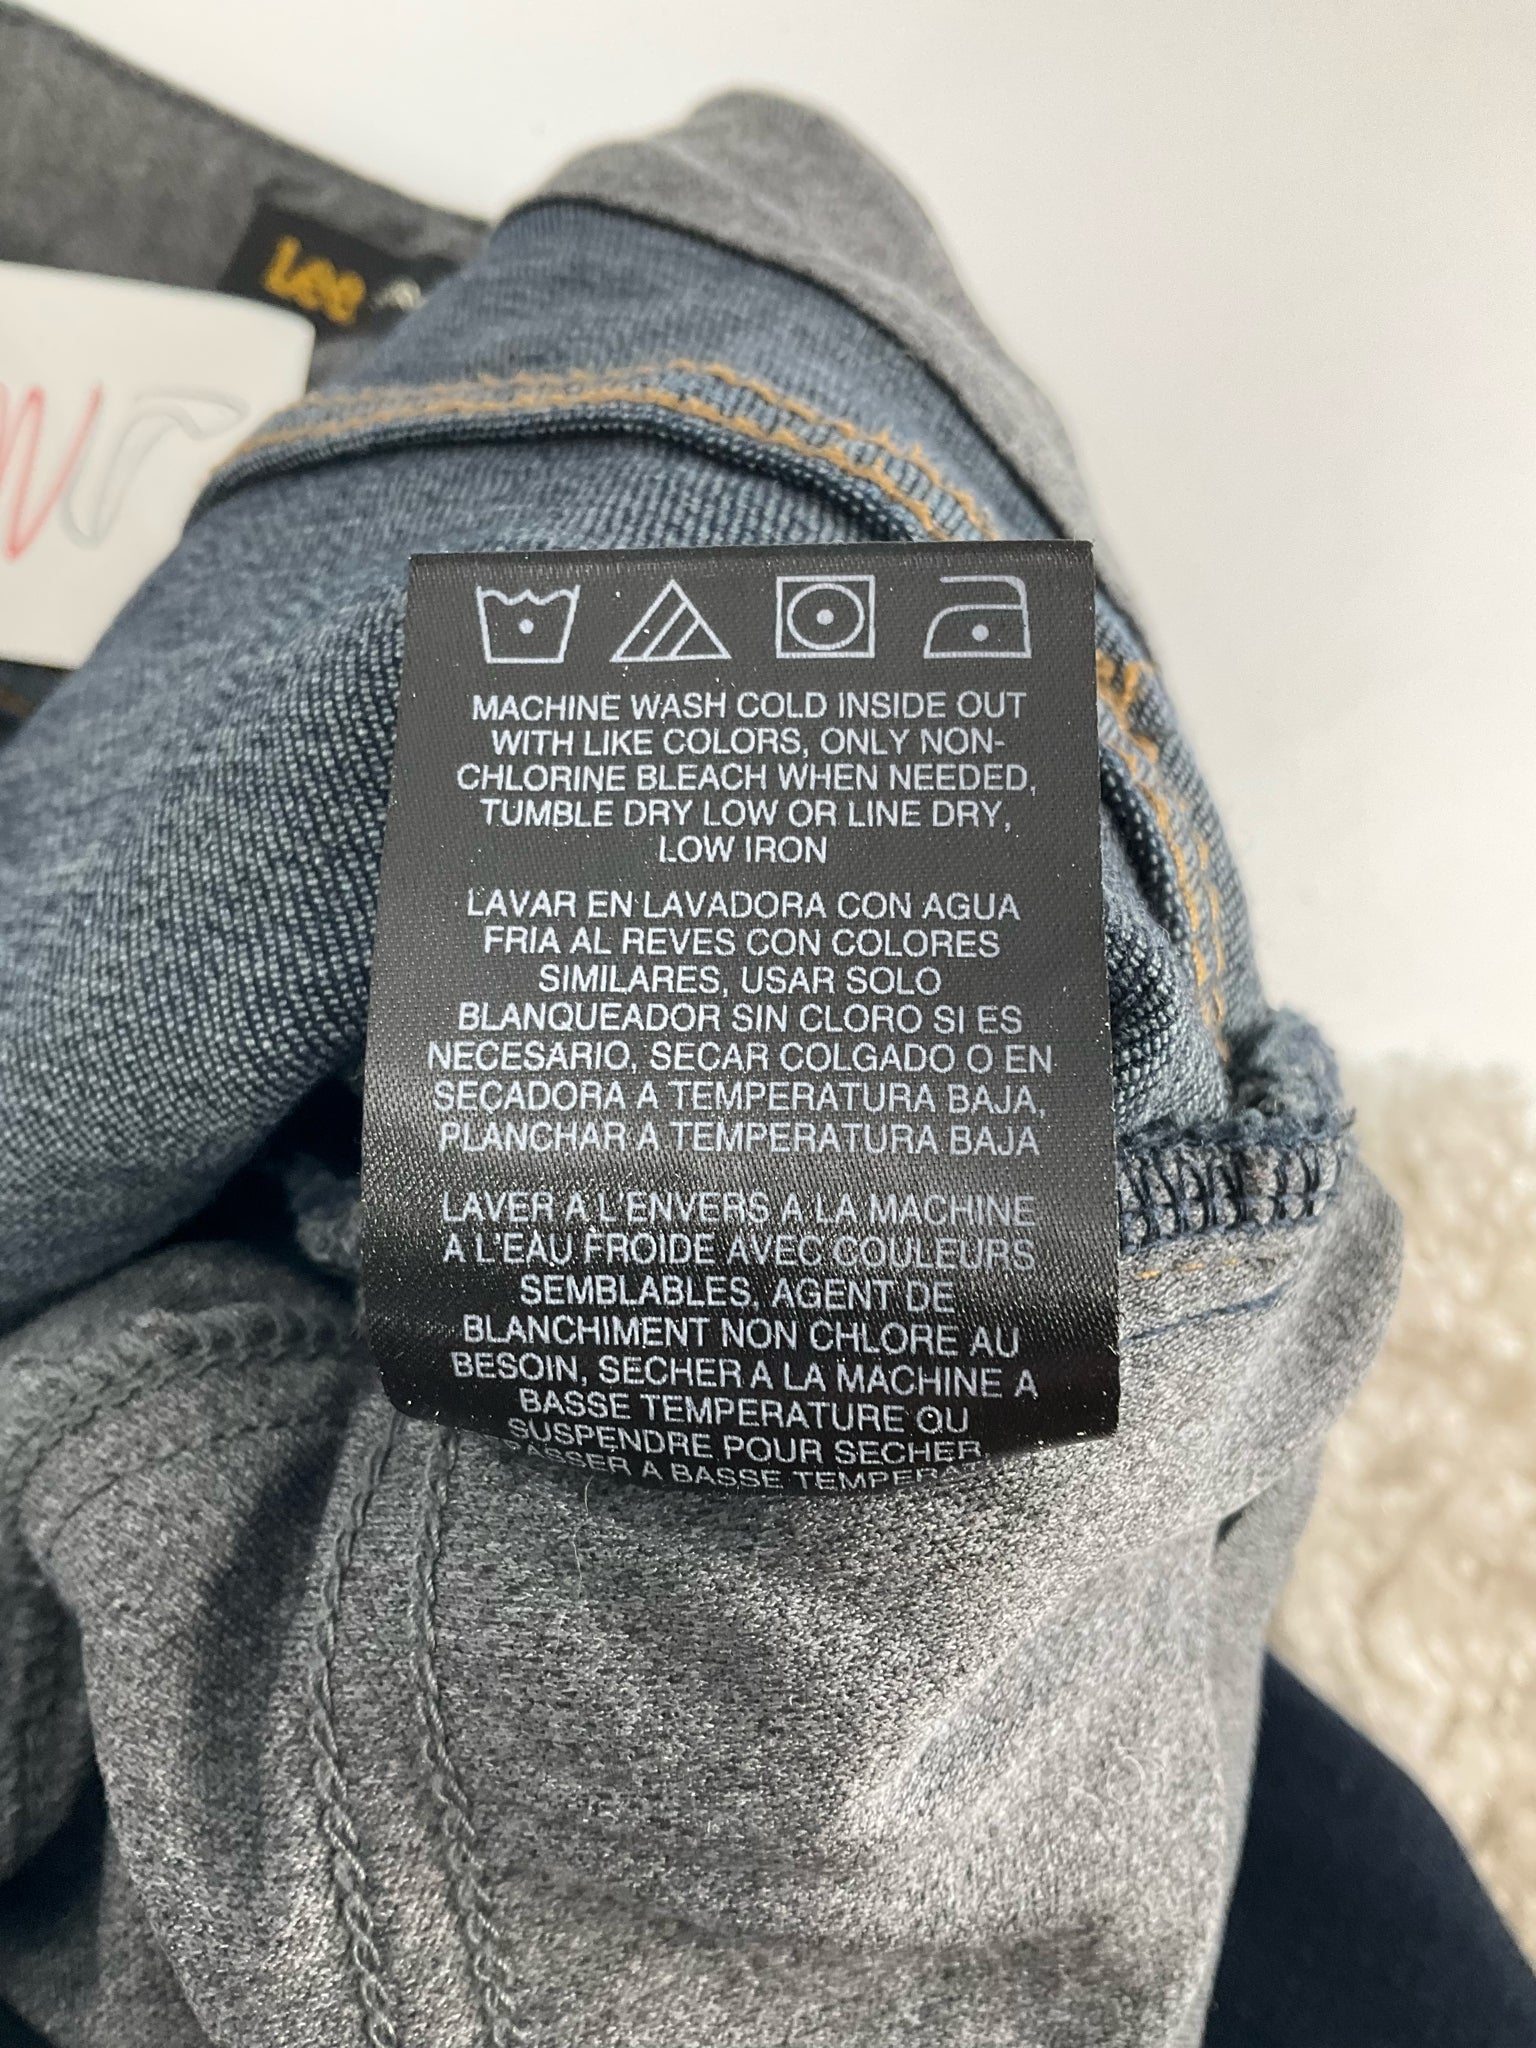 Lee
MACHINE WASH COLD INSIDE OUT
WITH LIKE COLORS, ONLY NON-
CHLORINE BLEACH WHEN NEEDED,
TUMBLE DRY LOW OR LINE DRY,
LOW IRON
LAVAR EN LAVADORA CON AGUA
FRIA AL REVES CON COLORES
SIMILARES, USAR SOLO
BLANQUEADOR SIN CLORO SI ES
NECESARIO, SECAR COLGADO O EN
SECADORA A TEMPERATURA BAJA,
PLANCHAR A TEMPERATURA BAJA
LAVER A L'ENVERS A LA MACHINE
A L'EAU FROIDE AVEC COULEURS
SEMBLABLES, AGENT DE
BLANCHIMENT NON CHLORE AU
BESOIN, SECHER A LA MACHINE A
BASSE TEMPERATURE OU
SUSPENDRE POUR SECHER
A BASSE